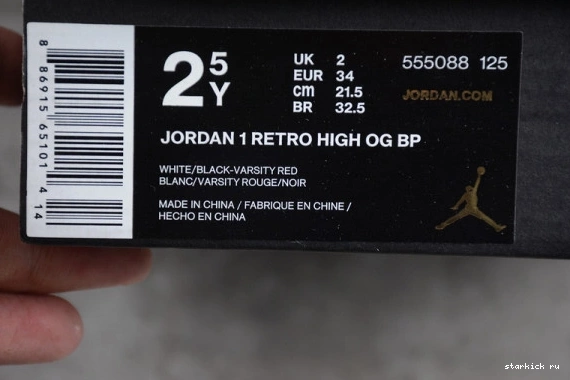 8 86915 65101 4 14
2 5 Y
UK 2
EUR 34
cm 21.5
BR 32.5
555088 125
JORDAN.COM
JORDAN 1 RETRO HIGH OG BP
WHITE/BLACK-VARSITY RED
BLANC/VARSITY ROUGE/NOIR
MADE IN CHINA / FABRIQUE EN CHINE /
HECHO EN CHINA
starkick ru